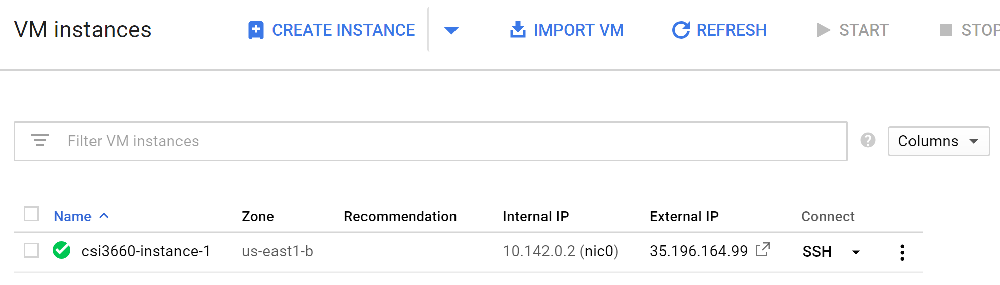 VM instances CREATE INSTANCE IMPORT VM REFRESH START STOP
Filter VM instances ? Columns
Name Zone Recommendation Internal IP External IP Connect
csi3660-instance-1 us-east1-b 10.142.0.2 (nic0) 35.196.164.99 SSH